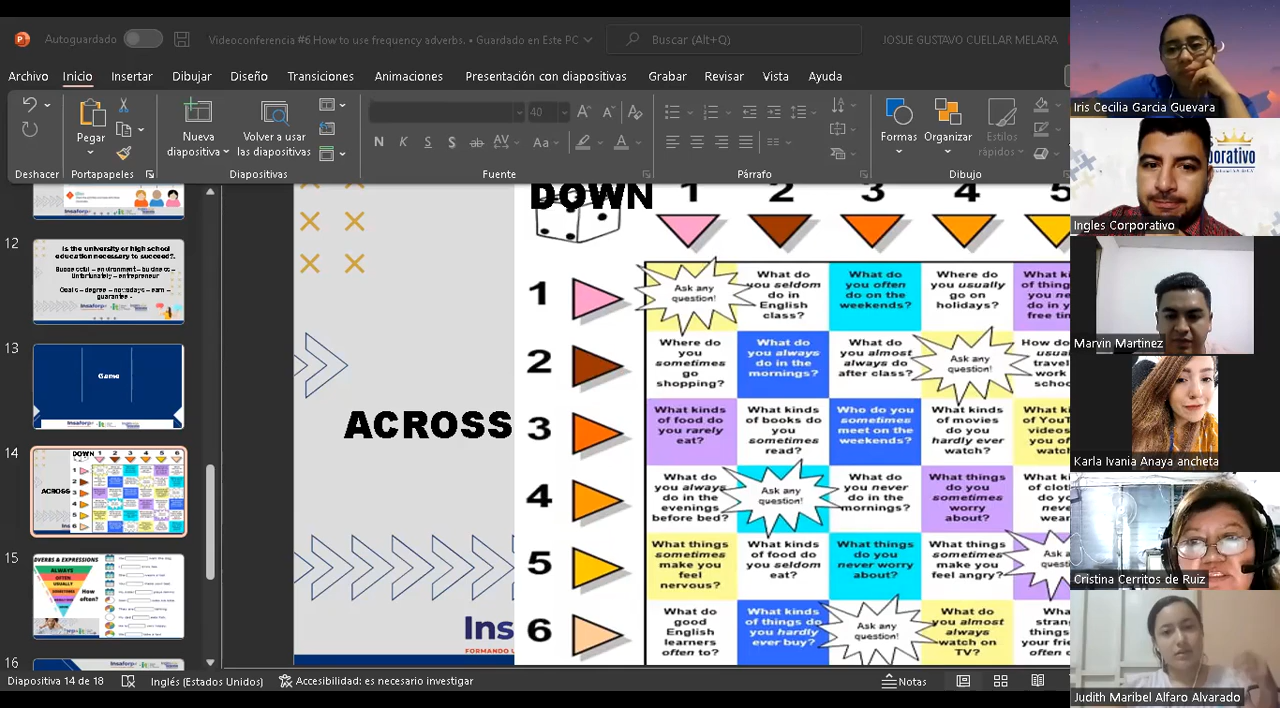 Autoguardado
Videoconferencia #6 How to use frequency adverbs. • Guardado en Este PC
Buscar (Alt+Q)
JOSUE GUSTAVO CUELLAR MELARA
Archivo Inicio Insertar Dibujar Diseño Transiciones Animaciones Presentación con diapositivas Grabar Revisar Vista Ayuda
Pegar
Nueva diapositiva
Volver a usar las diapositivas
40
N K S S ab AV Aa A
Formas Organizar Estilos rápidos
Deshacer Portapapeles Diapositivas Fuente Párrafo Dibujo
12
Is the university or high school
education necessary to succeed?.
13
Game
14
DOWN 1 2 3 4 5 6
ACROSS
15
ADVERBS & EXPRESSIONS
ALWAYS
OFTEN
USUALLY
How often?
16
DOWN 1 2 3 4 5
ACROSS
1
Ask any question!
What do you seldom do in English class?
What do you often do on the weekends?
Where do you usually go on holidays?
2
Where do you sometimes go shopping?
What do you always do in the mornings?
What do you almost always do after class?
Ask any question!
3
What kinds of food do you rarely eat?
What kinds of books do you sometimes read?
Who do you sometimes meet on the weekends?
What kinds of movies do you hardly ever watch?
4
What do you always do in the evenings before bed?
Ask any question!
What do you never do in the mornings?
What things do you sometimes worry about?
5
What things sometimes make you feel nervous?
What kinds of food do you seldom eat?
What things do you never worry about?
What things sometimes make you feel angry?
6
What do good English learners often do?
What kinds of things do you hardly ever buy?
Ask any question!
What do you almost always watch on TV?
Ins
FORMANDO
Diapositiva 14 de 18
Inglés (Estados Unidos)
Accesibilidad: es necesario investigar
Notas
Iris Cecilia Garcia Guevara
Ingles Corporativo
Marvin Martinez
Karla Ivania Anaya ancheta
Cristina Cerritos de Ruiz
Judith Maribel Alfaro Alvarado